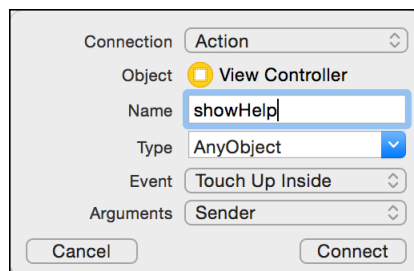 Connection Action
Object View Controller
Name showHelp
Type AnyObject
Event Touch Up Inside
Arguments Sender
Cancel Connect